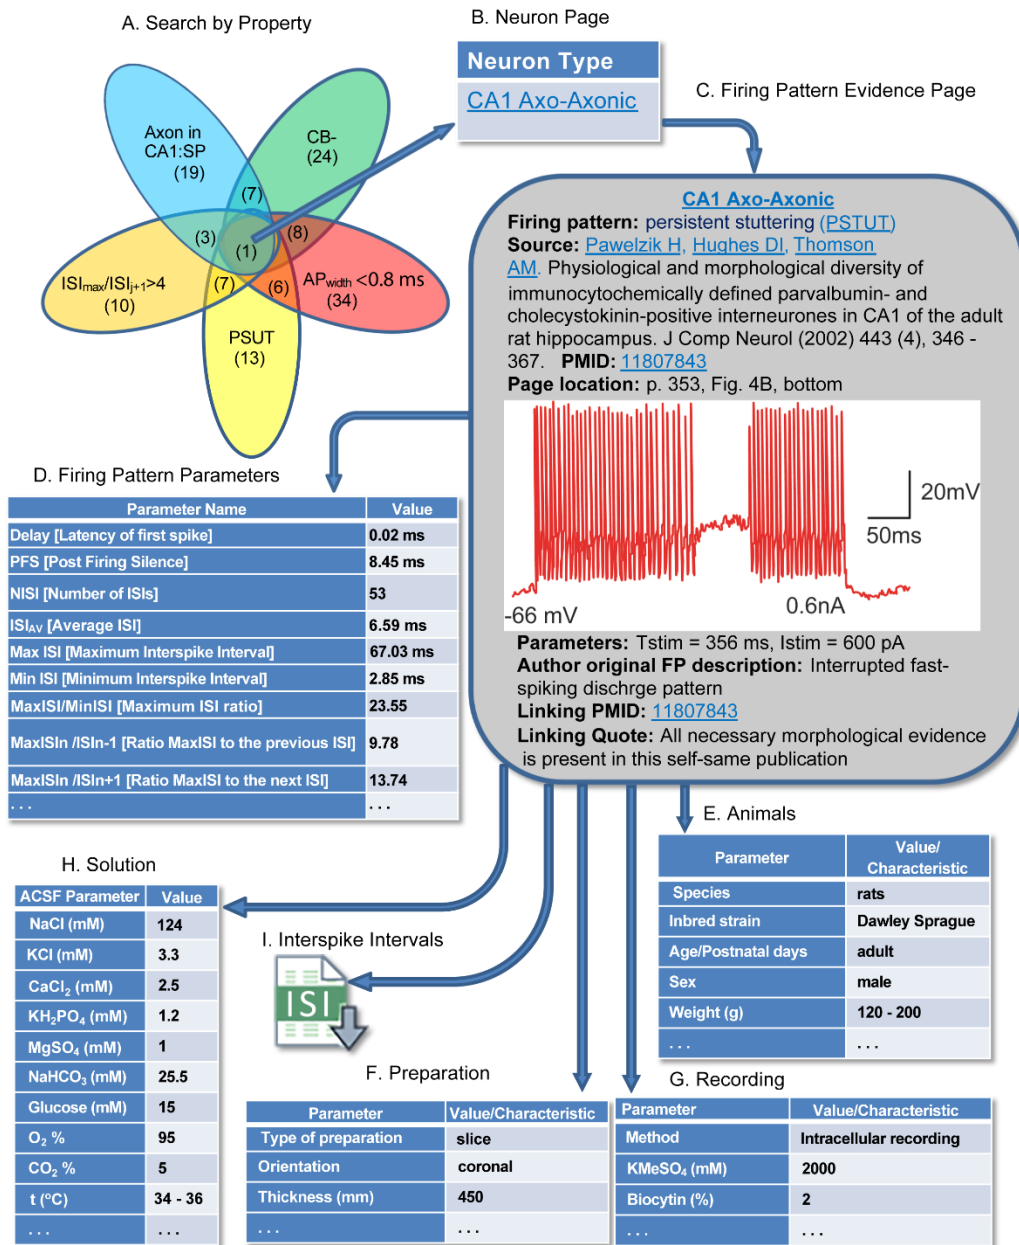 A. Search by Property
Axon in
CA1:SP
(19)
CB-
(24)
(7)
(3)
(8)
(1)
ISImax/ISIj+1>4
(10)
(7)
(6)
APwidth <0.8 ms
(34)
PSUT
(13)
B. Neuron Page
Neuron Type
CA1 Axo-Axonic
C. Firing Pattern Evidence Page
CA1 Axo-Axonic
Firing pattern: persistent stuttering (PSTUT)
Source: Pawelzik H, Hughes DI, Thomson
AM. Physiological and morphological diversity of
immunocytochemically defined parvalbumin- and
cholecystokinin-positive interneurones in CA1 of the adult
rat hippocampus. J Comp Neurol (2002) 443 (4), 346 -
367. PMID: 11807843
Page location: p. 353, Fig. 4B, bottom
20mV
50ms
-66 mV
0.6nA
Parameters: Tstim = 356 ms, Istim = 600 pA
Author original FP description: Interrupted fast-
spiking dischrge pattern
Linking PMID: 11807843
Linking Quote: All necessary morphological evidence
is present in this self-same publication
D. Firing Pattern Parameters
Parameter Name Value
Delay [Latency of first spike] 0.02 ms
PFS [Post Firing Silence] 8.45 ms
NISI [Number of ISIs] 53
ISIAV [Average ISI] 6.59 ms
Max ISI [Maximum Interspike Interval] 67.03 ms
Min ISI [Minimum Interspike Interval] 2.85 ms
MaxISI/MinISI [Maximum ISI ratio] 23.55
MaxISIn /ISIn-1 [Ratio MaxISI to the previous ISI] 9.78
MaxISIn /ISIn+1 [Ratio MaxISI to the next ISI] 13.74
. . . . . .
E. Animals
Parameter Value/
Characteristic
Species rats
Inbred strain Dawley Sprague
Age/Postnatal days adult
Sex male
Weight (g) 120 - 200
. . . . . .
H. Solution
ACSF Parameter Value
NaCl (mM) 124
KCl (mM) 3.3
CaCl₂ (mM) 2.5
KH₂PO₄ (mM) 1.2
MgSO₄ (mM) 1
NaHCO₃ (mM) 25.5
Glucose (mM) 15
O₂ % 95
CO₂ % 5
t (ºC) 34 - 36
. . . . . .
I. Interspike Intervals
ISI
F. Preparation
Parameter Value/Characteristic
Type of preparation slice
Orientation coronal
Thickness (mm) 450
. . . . . .
G. Recording
Parameter Value/Characteristic
Method Intracellular recording
KMeSO₄ (mM) 2000
Biocytin (%) 2
. . . . . .